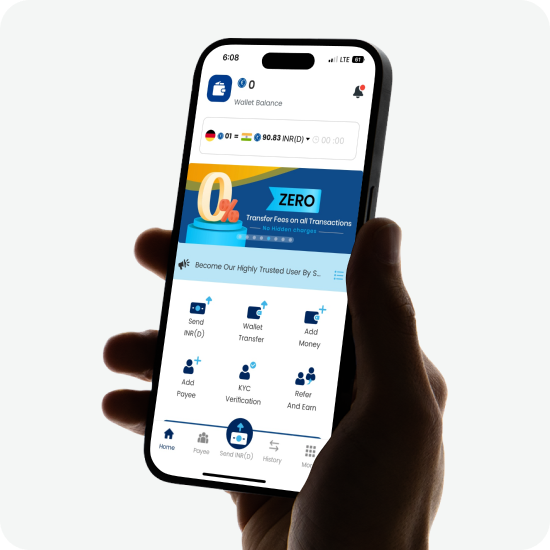 6:08
LTE 81
0
Wallet Balance
01 = 90.83 INR(D)
00 :00
0%
ZERO
Transfer Fees on all Transactions
No Hidden charges
Become Our Highly Trusted User By S...
Send
INR(D)
Wallet
Transfer
Add
Money
Add
Payee
KYC
Verification
Refer
And Earn
Home
Payee
Send INR(D)
History